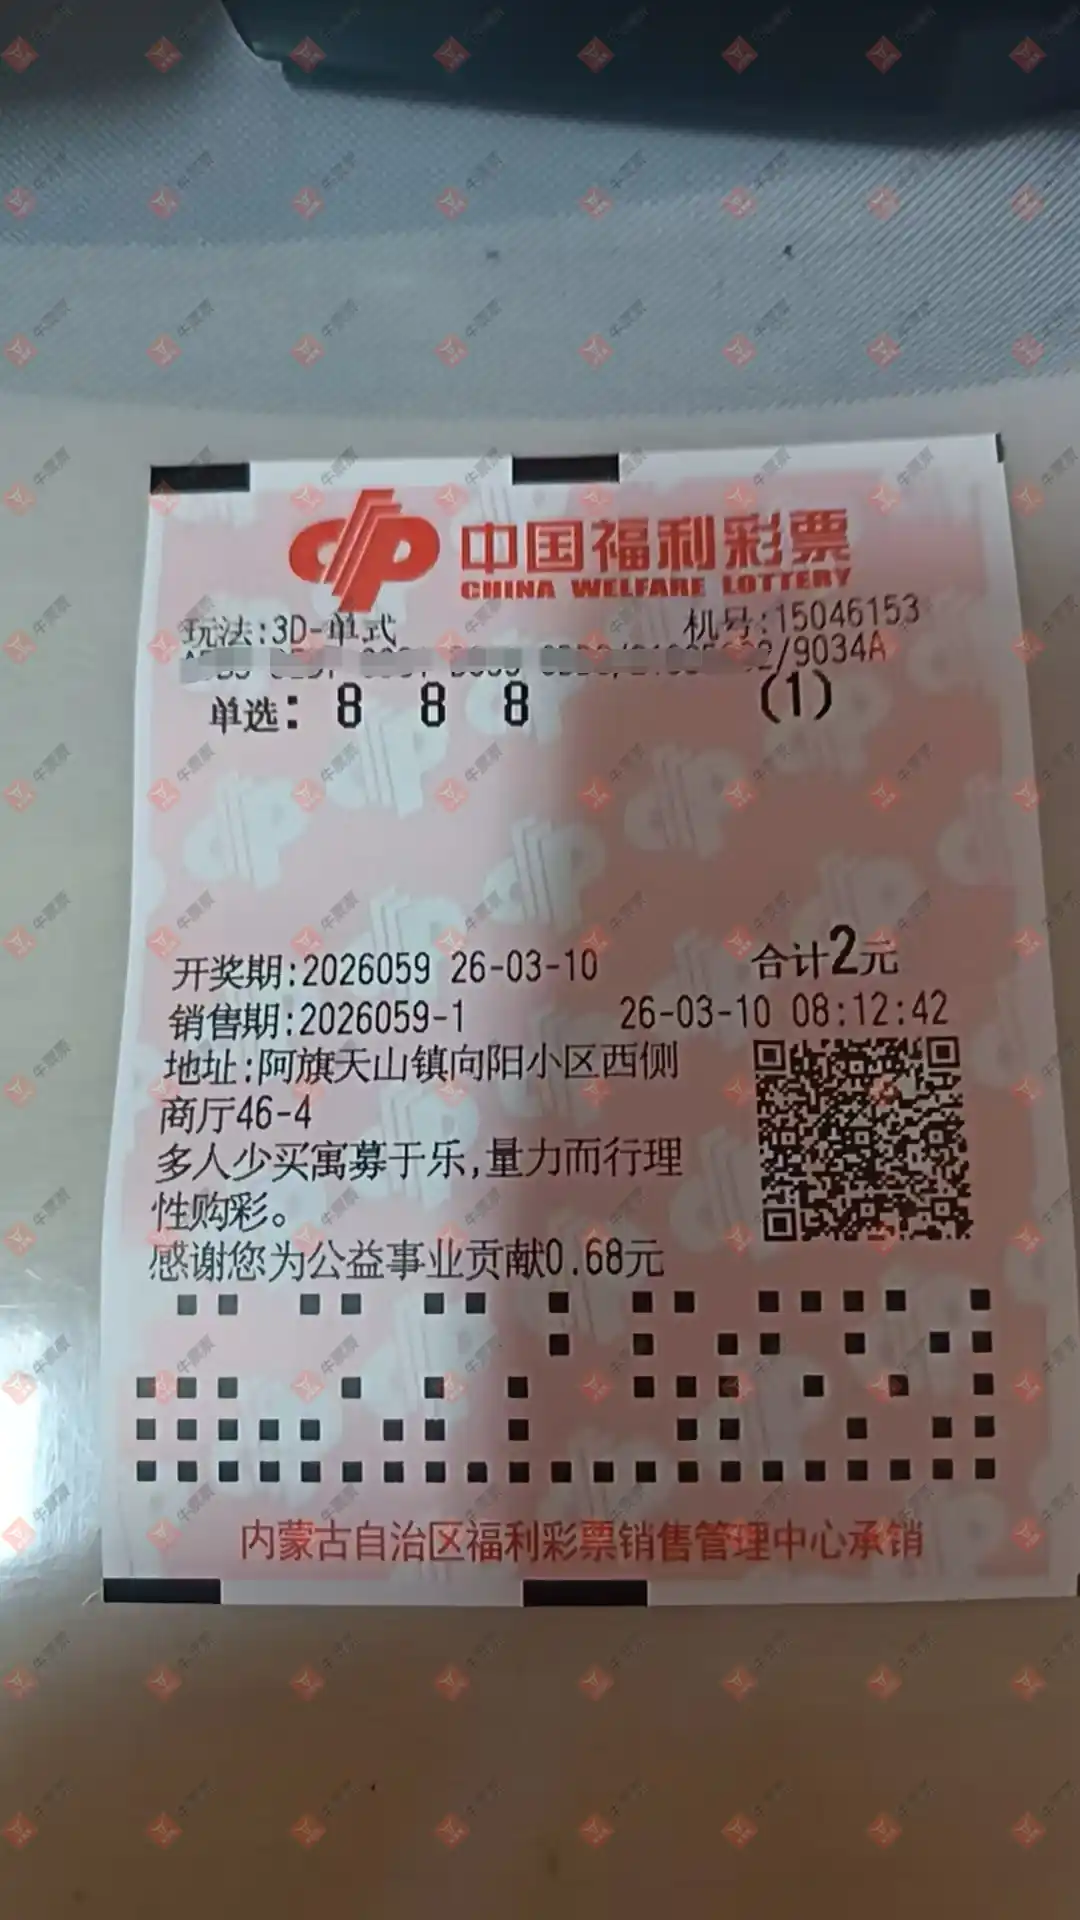 中国福利彩票
CHINA WELFARE LOTTERY
玩法:3D-单式 机号:15046153
/9034A
单选: 8 8 8 (1)
开奖期:2026059 26-03-10 合计2元
销售期:2026059-1 26-03-10 08:12:42
地址:阿旗天山镇向阳小区西侧
商厅46-4
多人少买寓募于乐,量力而行理
性购彩。
感谢您为公益事业贡献0.68元
内蒙古自治区福利彩票销售管理中心承销